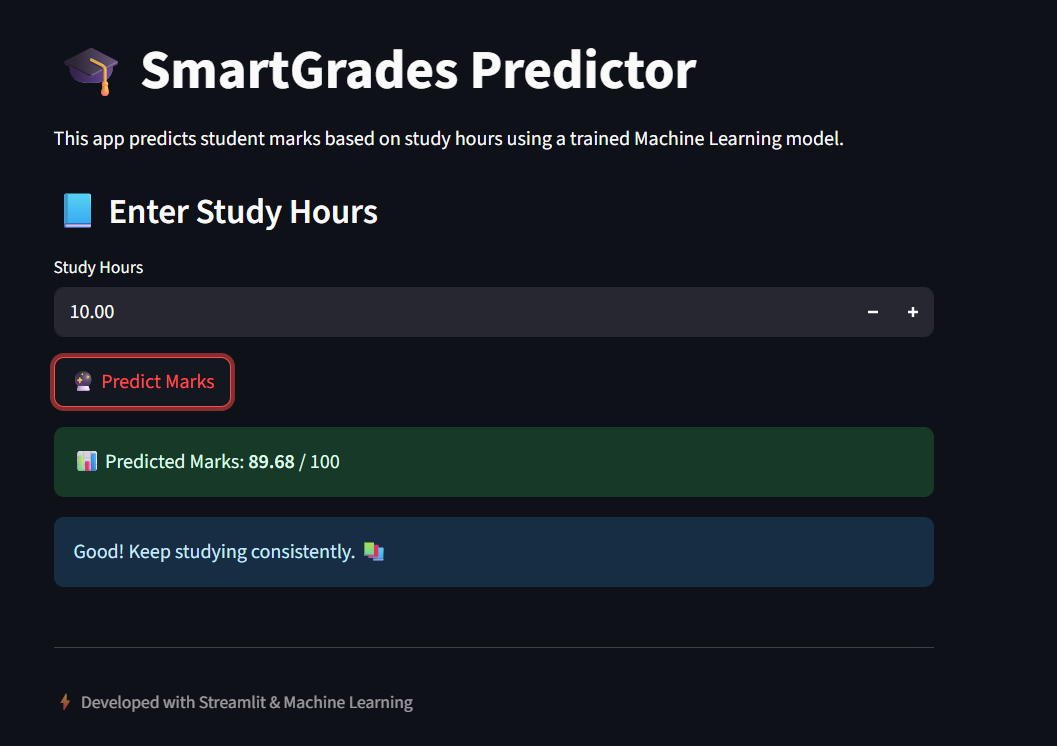 SmartGrades Predictor
This app predicts student marks based on study hours using a trained Machine Learning model.
Enter Study Hours
Study Hours
10.00
Predict Marks
Predicted Marks: 89.68 / 100
Good! Keep studying consistently.
Developed with Streamlit & Machine Learning